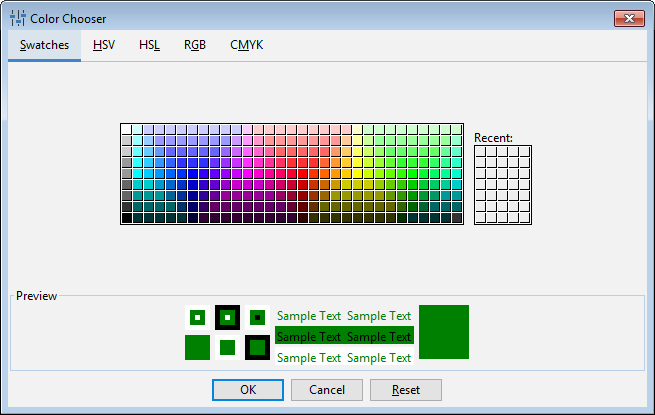 Color Chooser
Swatches HSV HSL RGB CMYK
Recent:
Preview
Sample Text Sample Text
Sample Text Sample Text
Sample Text Sample Text
OK Cancel Reset